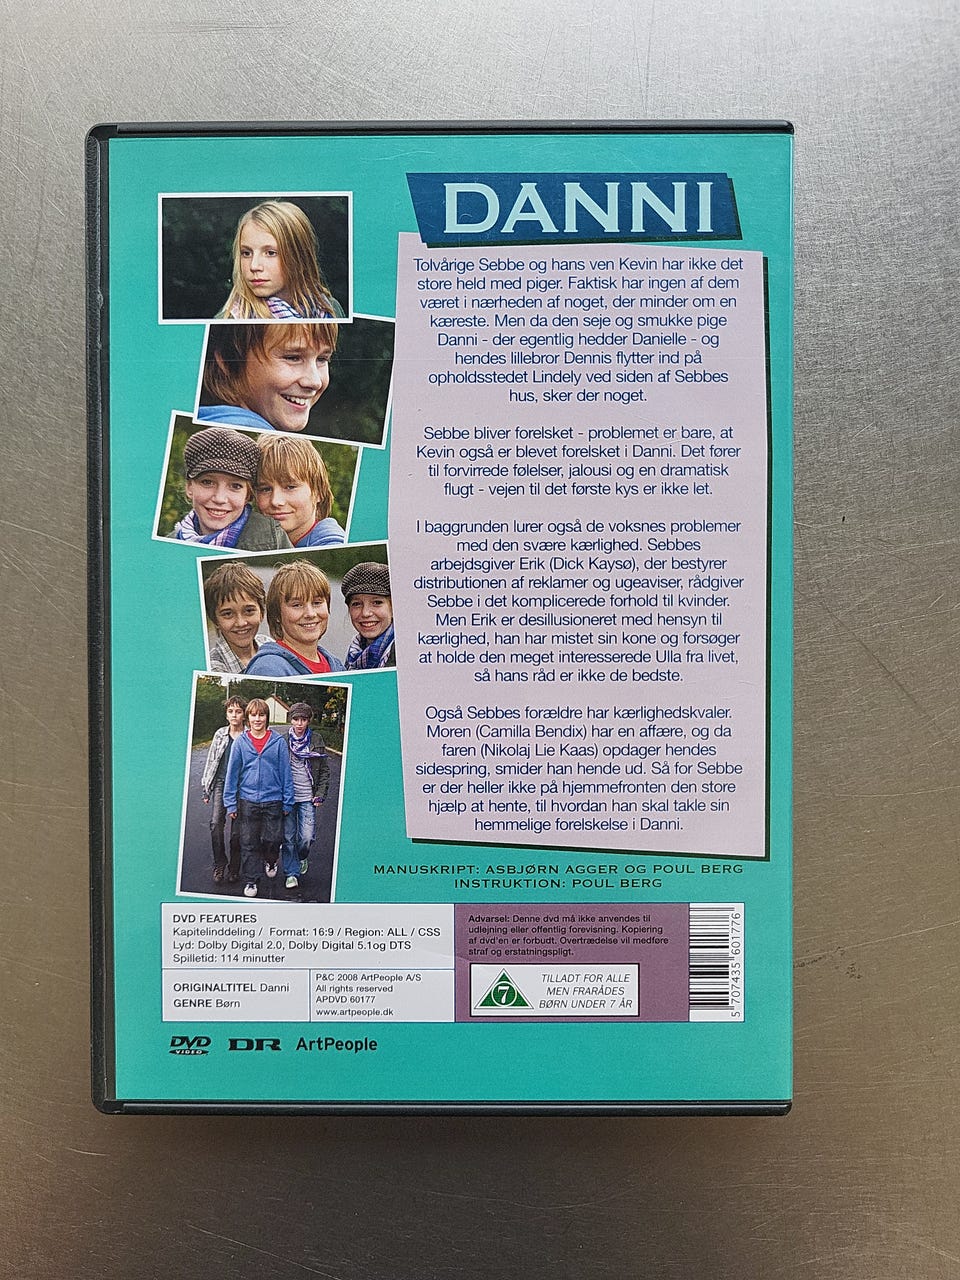 DANNI
Tolvårige Sebbe og hans ven Kevin har ikke det
store held med piger. Faktisk har ingen af dem
været i nærheden af noget, der minder om en
kæreste. Men da den seje og smukke pige
Danni - der egentlig hedder Danielle - og
hendes lillebror Dennis flytter ind på
opholdsstedet Lindely ved siden af Sebbes
hus, sker der noget.
Sebbe bliver forelsket - problemet er bare, at
Kevin også er blevet forelsket i Danni. Det fører
til forvirrede følelser, jalousi og en dramatisk
flugt - vejen til det første kys er ikke let.
I baggrunden lurer også de voksnes problemer
med den svære kærlighed. Sebbes
arbejdsgiver Erik (Dick Kaysø), der bestyrer
distributionen af reklamer og ugeaviser, rådgiver
Sebbe i det komplicerede forhold til kvinder.
Men Erik er desillusioneret med hensyn til
kærlighed, han har mistet sin kone og forsøger
at holde den meget interesserede Ulla fra livet,
så hans råd er ikke de bedste.
Også Sebbes forældre har kærlighedskvaler.
Moren (Camilla Bendix) har en affære, og da
faren (Nikolaj Lie Kaas) opdager hendes
sidespring, smider han hende ud. Så for Sebbe
er der heller ikke på hjemmefronten den store
hjælp at hente, til hvordan han skal takle sin
hemmelige forelskelse i Danni.
MANUSKRIPT: ASBJØRN AGGER OG POUL BERG
INSTRUKTION: POUL BERG
DVD FEATURES
Kapitelinddeling / Format: 16:9 / Region: ALL / CSS
Lyd: Dolby Digital 2.0, Dolby Digital 5.1og DTS
Spilletid: 114 minutter
ORIGINALTITEL Danni
GENRE Børn
P&C 2008 ArtPeople A/S
All rights reserved
APDVD 60177
www.artpeople.dk
Advarsel: Denne dvd må ikke anvendes til
udlejning eller offentlig forevisning. Kopiering
af dvd'en er forbudt. Overtrædelse vil medføre
straf og erstatningspligt.
7
TILLADT FOR ALLE
MEN FRARÅDES
BØRN UNDER 7 ÅR
5 707435 601776
DVD VIDEO
DR
ArtPeople